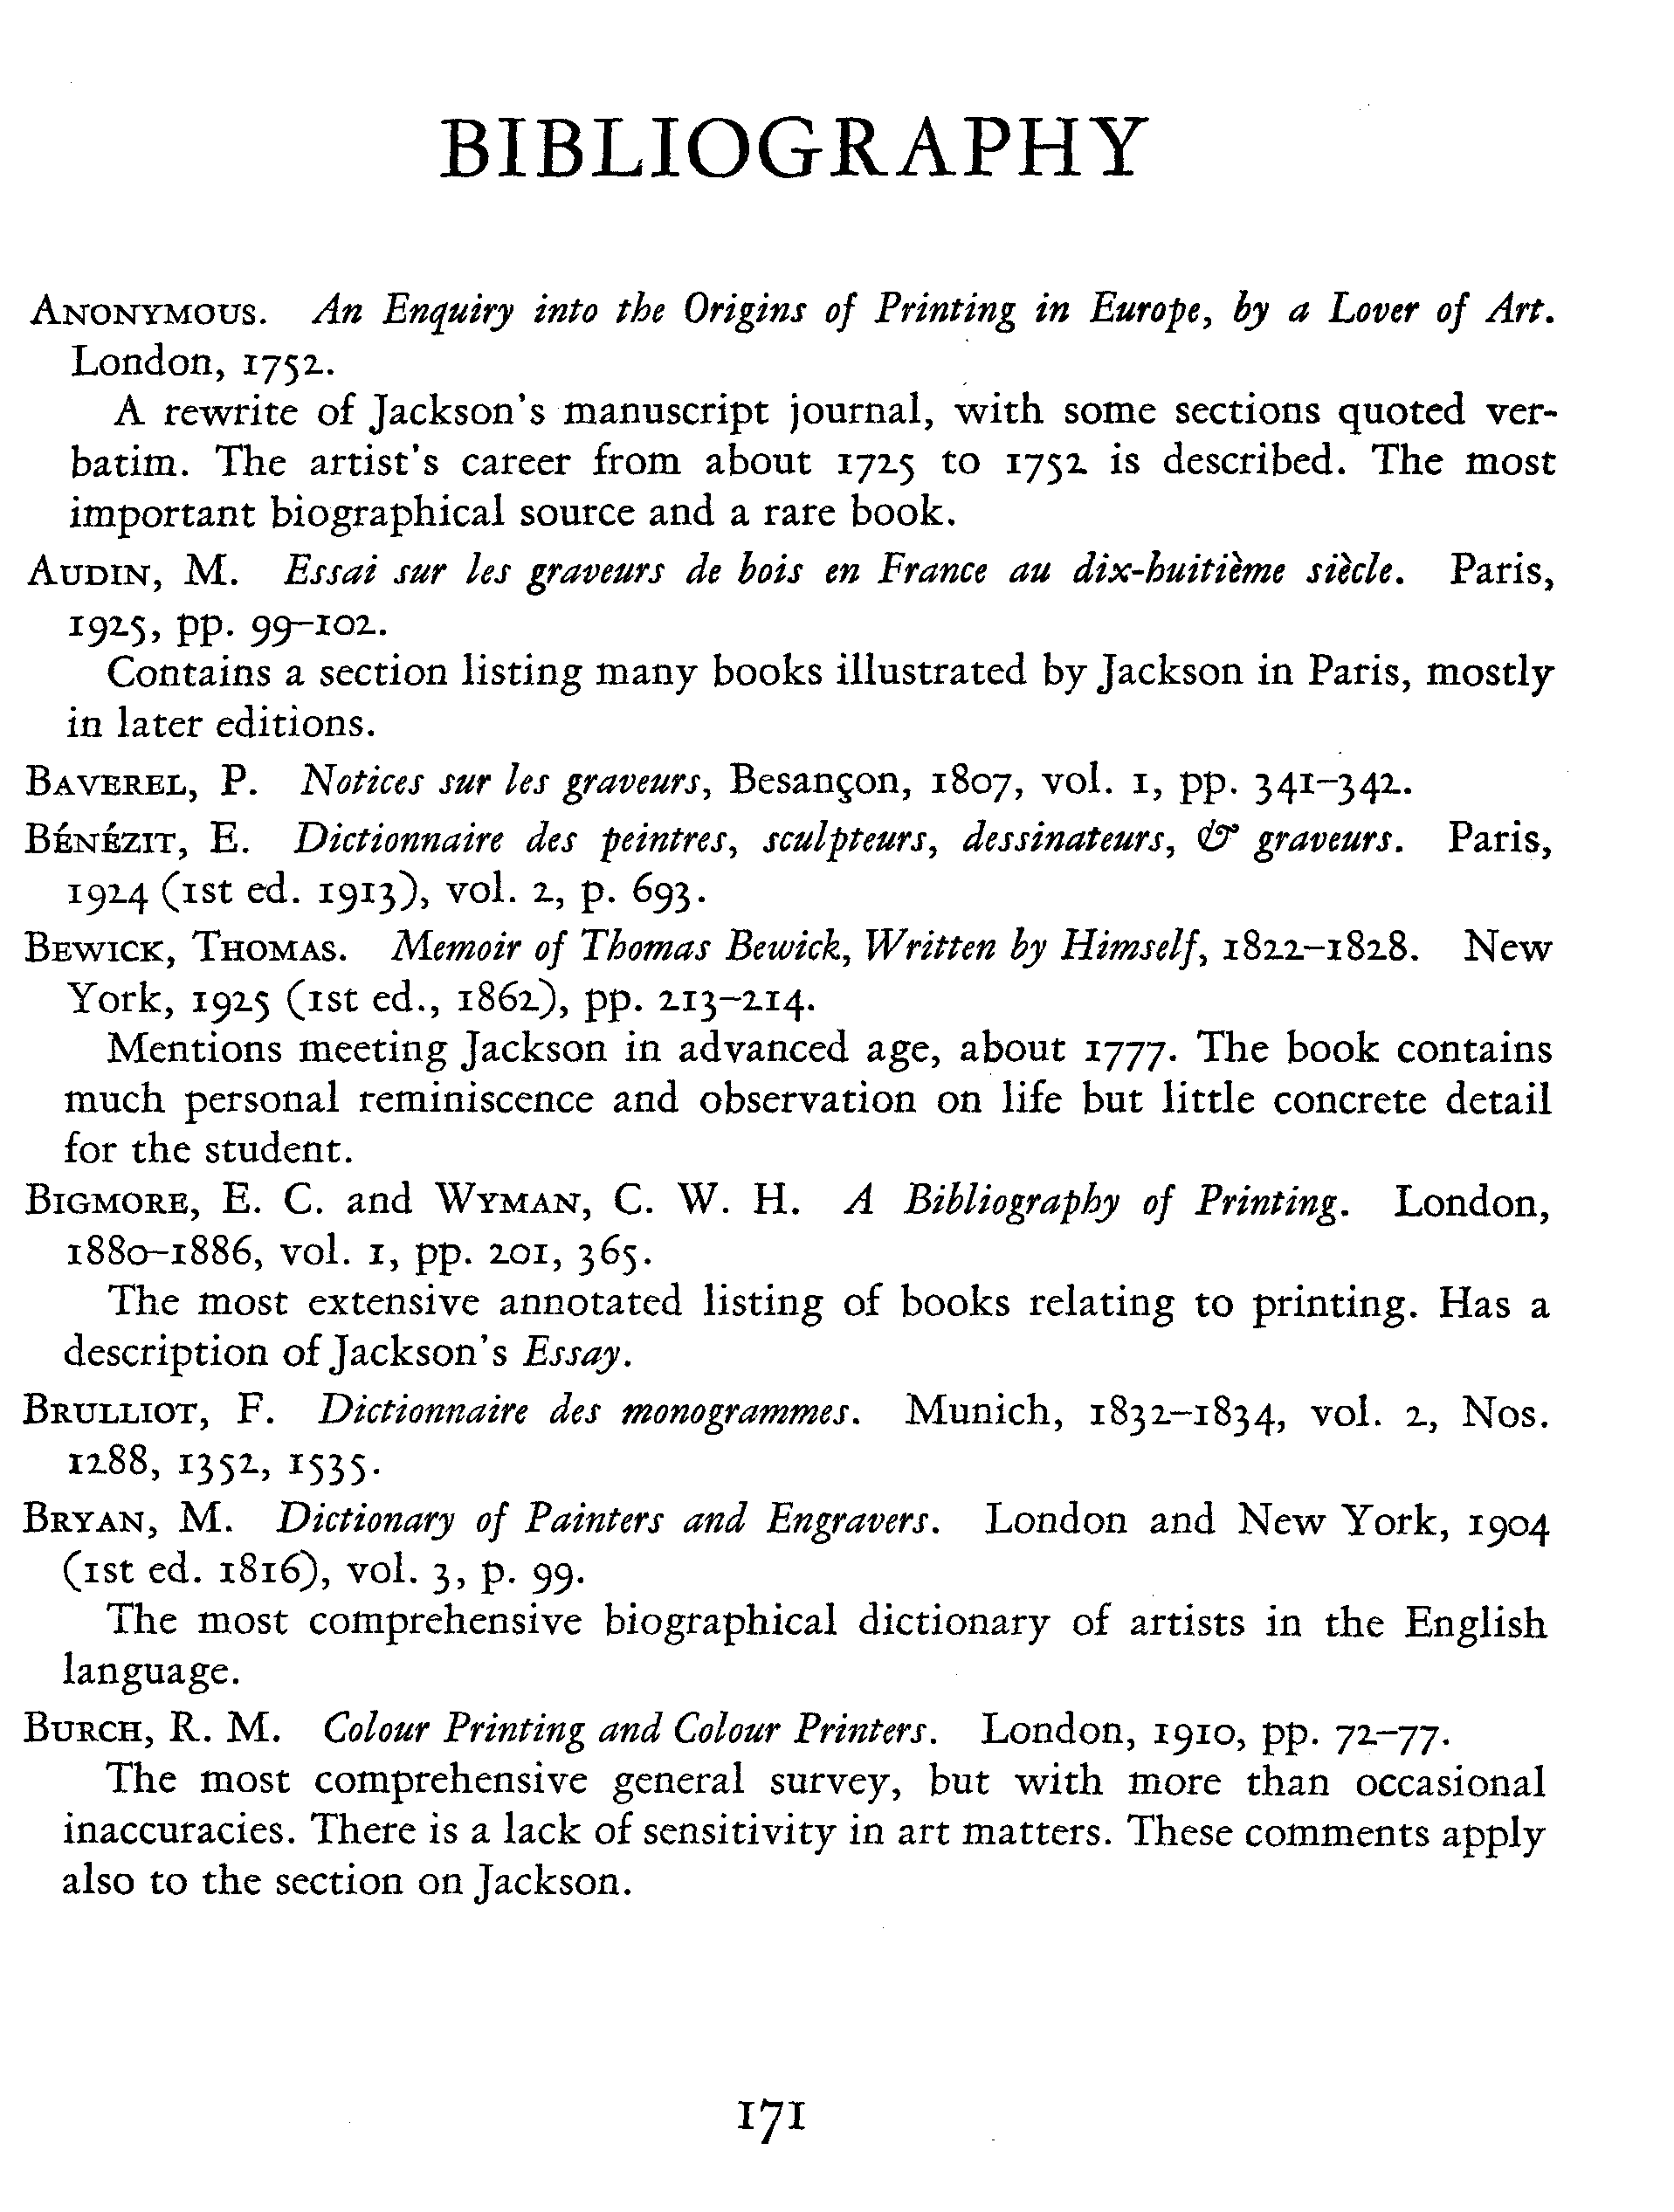 BIBLIOGRAPHY
Anonymous. An Enquiry into the Origins of Printing in Europe, by a Lover of Art.
London, 1752.
A rewrite of Jackson's manuscript journal, with some sections quoted ver-
batim. The artist's career from about 1725 to 1752 is described. The most
important biographical source and a rare book.
Audin, M. Essai sur les graveurs de bois en France au dix-huitième siècle. Paris,
1925, pp. 99–102.
Contains a section listing many books illustrated by Jackson in Paris, mostly
in later editions.
Baverel, P. Notices sur les graveurs, Besançon, 1807, vol. 1, pp. 341–342.
Bénézit, E. Dictionnaire des peintres, sculpteurs, dessinateurs, & graveurs. Paris,
1924 (1st ed. 1913), vol. 2, p. 693.
Bewick, Thomas. Memoir of Thomas Bewick, Written by Himself, 1822–1828. New
York, 1925 (1st ed., 1862), pp. 213–214.
Mentions meeting Jackson in advanced age, about 1777. The book contains
much personal reminiscence and observation on life but little concrete detail
for the student.
Bigmore, E. C. and Wyman, C. W. H. A Bibliography of Printing. London,
1880–1886, vol. 1, pp. 201, 365.
The most extensive annotated listing of books relating to printing. Has a
description of Jackson's Essay.
Brulliot, F. Dictionnaire des monogrammes. Munich, 1832–1834, vol. 2, Nos.
1288, 1352, 1535.
Bryan, M. Dictionary of Painters and Engravers. London and New York, 1904
(1st ed. 1816), vol. 3, p. 99.
The most comprehensive biographical dictionary of artists in the English
language.
Burch, R. M. Colour Printing and Colour Printers. London, 1910, pp. 72–77.
The most comprehensive general survey, but with more than occasional
inaccuracies. There is a lack of sensitivity in art matters. These comments apply
also to the section on Jackson.
171